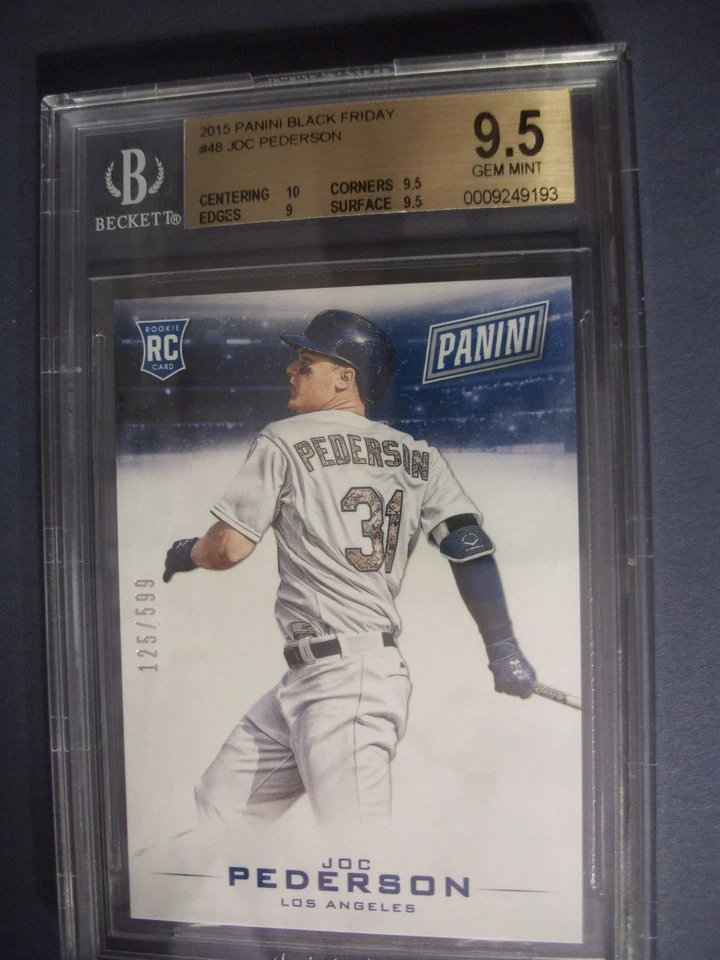 2015 PANINI BLACK FRIDAY
#48 JOC PEDERSON
9.5
GEM MINT
CENTERING 10 CORNERS 9.5
EDGES 9 SURFACE 9.5
0009249193
B
BECKETT®
ROOKIE
RC
CARD
PANINI
PEDERSON
31
125/599
JOC
PEDERSON
LOS ANGELES